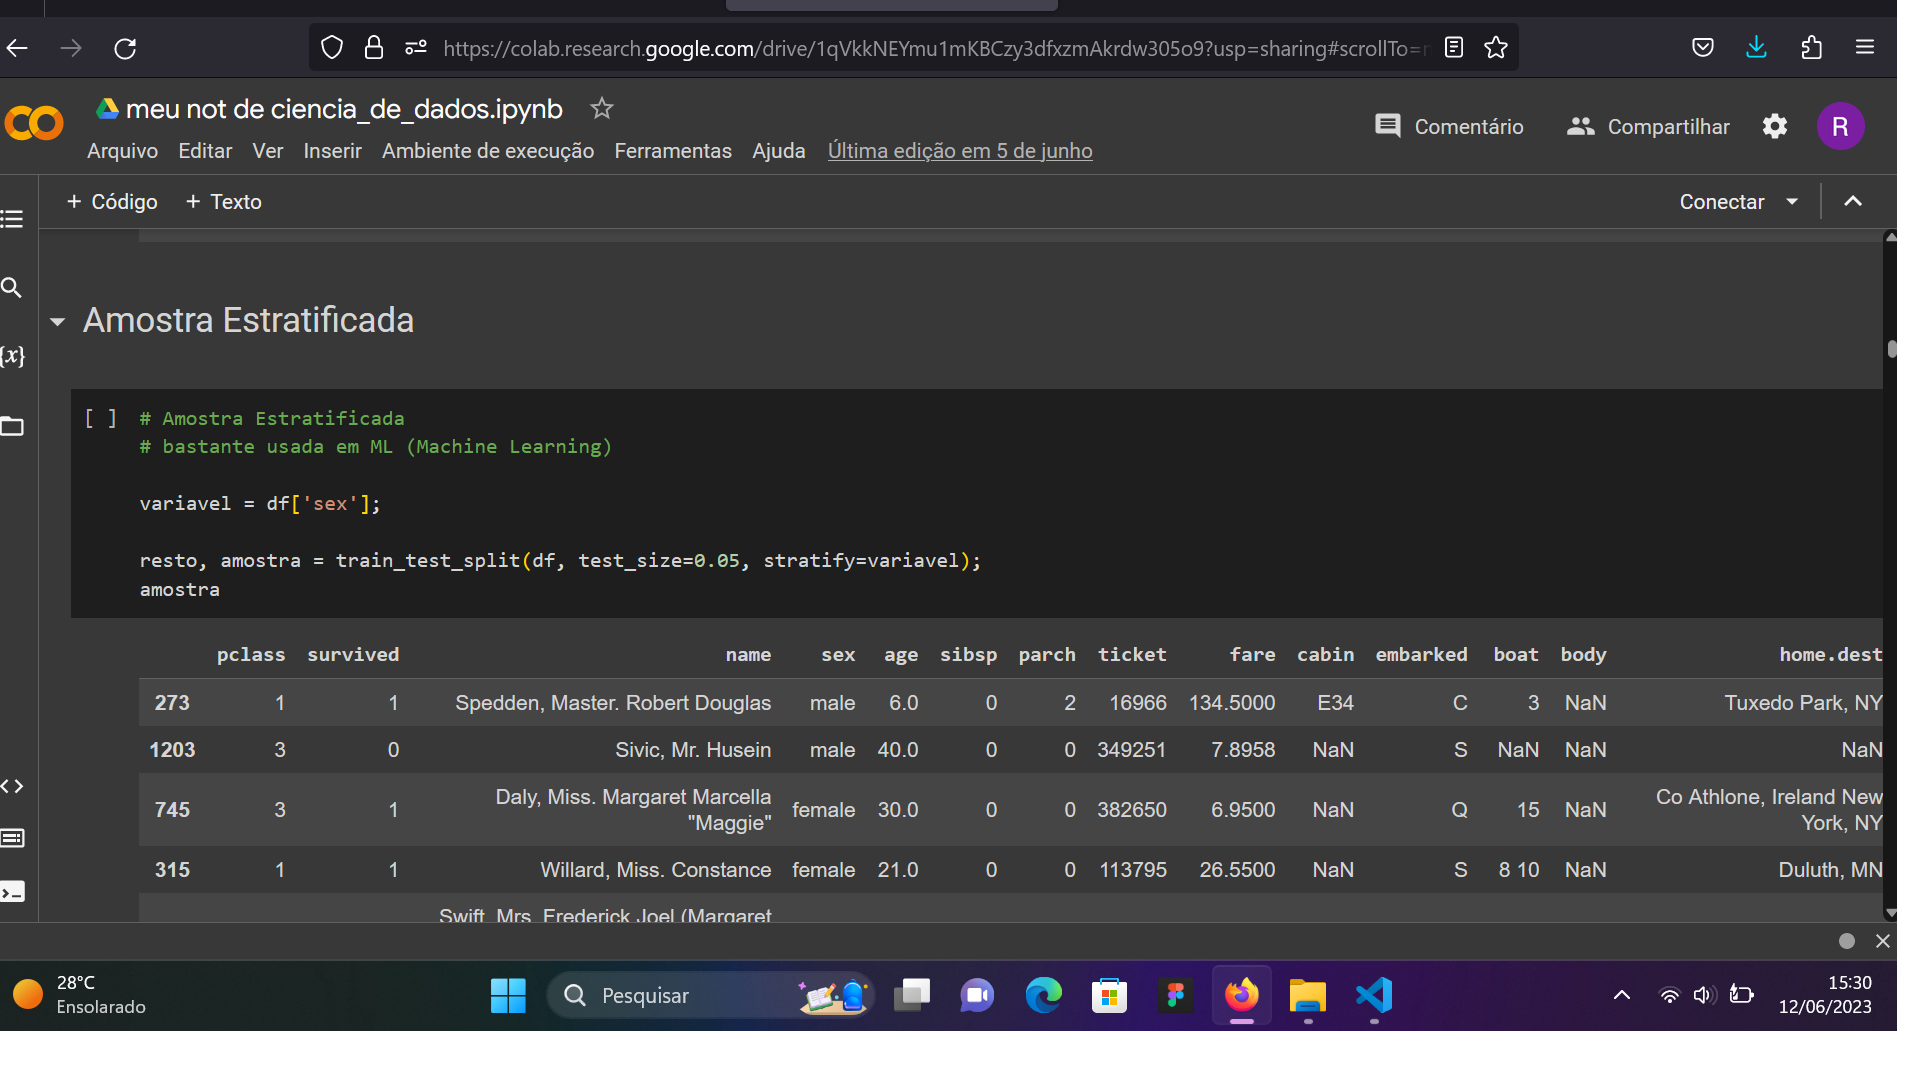 https://colab.research.google.com/drive/1qVkkNEYmu1mKBCzy3dfxzmAkrdw305o9?usp=sharing#scrollTo=
meu not de ciencia_de_dados.ipynb
Comentário Compartilhar R
Arquivo Editar Ver Inserir Ambiente de execução Ferramentas Ajuda Última edição em 5 de junho
+ Código + Texto Conectar
Amostra Estratificada
{x}
[ ] # Amostra Estratificada
# bastante usada em ML (Machine Learning)
variavel = df['sex'];
resto, amostra = train_test_split(df, test_size=0.05, stratify=variavel);
amostra
pclass survived name sex age sibsp parch ticket fare cabin embarked boat body home.dest
273 1 1 Spedden, Master. Robert Douglas male 6.0 0 2 16966 134.5000 E34 C 3 NaN Tuxedo Park, NY
1203 3 0 Sivic, Mr. Husein male 40.0 0 0 349251 7.8958 NaN S NaN NaN NaN
Daly, Miss. Margaret Marcella Co Athlone, Ireland New
745 3 1 female 30.0 0 0 382650 6.9500 NaN Q 15 NaN
"Maggie" York, NY
315 1 1 Willard, Miss. Constance female 21.0 0 0 113795 26.5500 NaN S 8 10 NaN Duluth, MN
Swift, Mrs. Frederick Joel (Margaret
28°C
Ensolarado
Pesquisar
15:30
12/06/2023